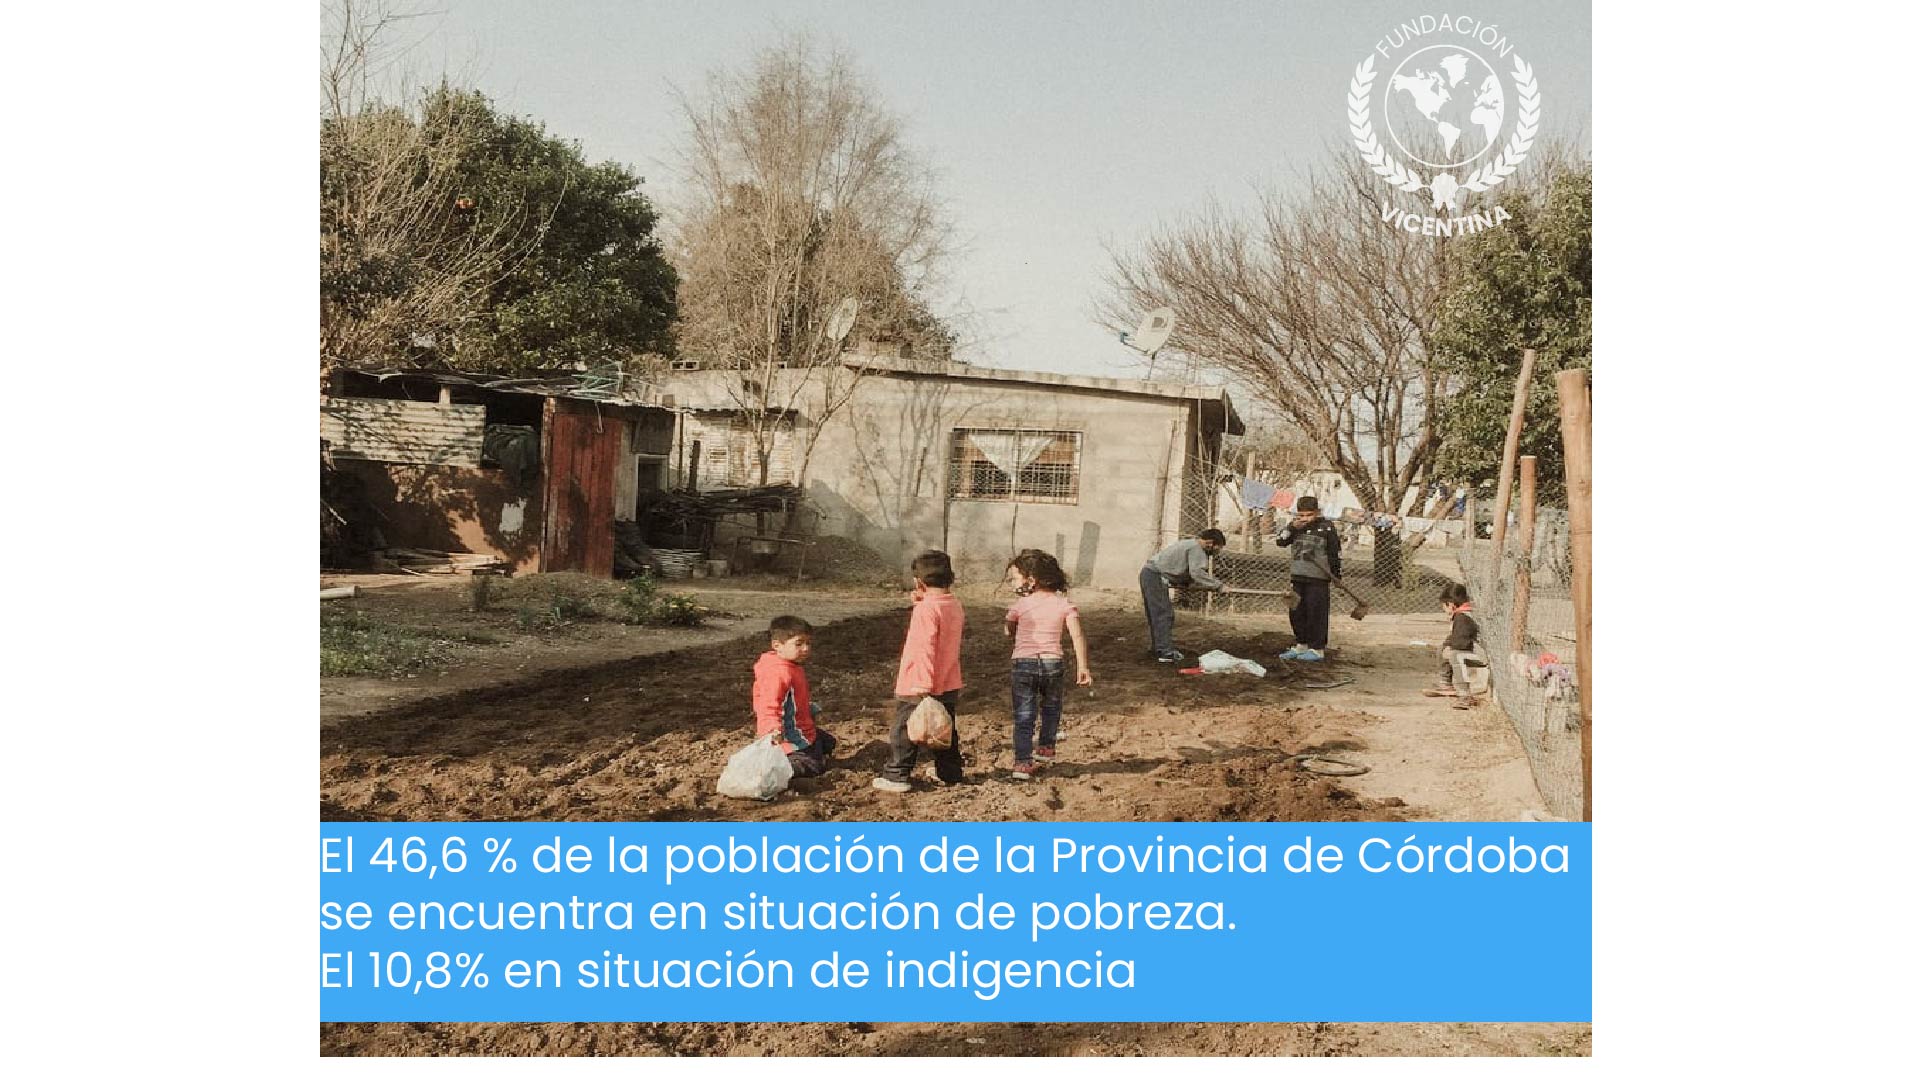 FUNDACIÓN
VICENTINA
El 46,6 % de la población de la Provincia de Córdoba
se encuentra en situación de pobreza.
El 10,8% en situación de indigencia